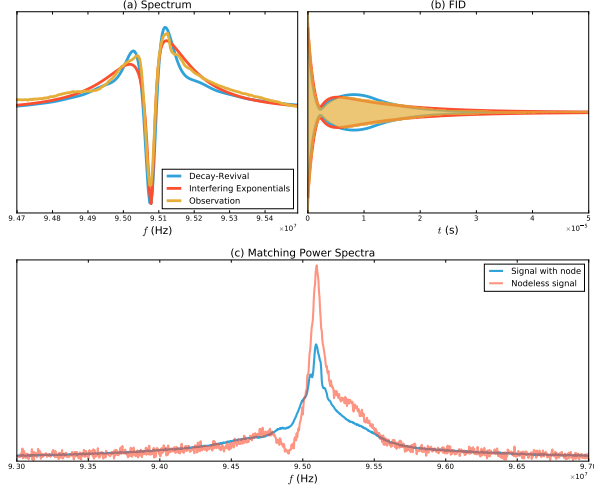 (a) Spectrum
(b) FID
Decay-Revival
Interfering Exponentials
Observation
9.47 9.48 9.49 9.50 9.51 9.52 9.53 9.54
×10⁷
f (Hz)
0 1 2 3 4 5
×10⁻⁵
t (s)
(c) Matching Power Spectra
Signal with node
Nodeless signal
9.30 9.35 9.40 9.45 9.50 9.55 9.60 9.65 9.70
×10⁷
f (Hz)